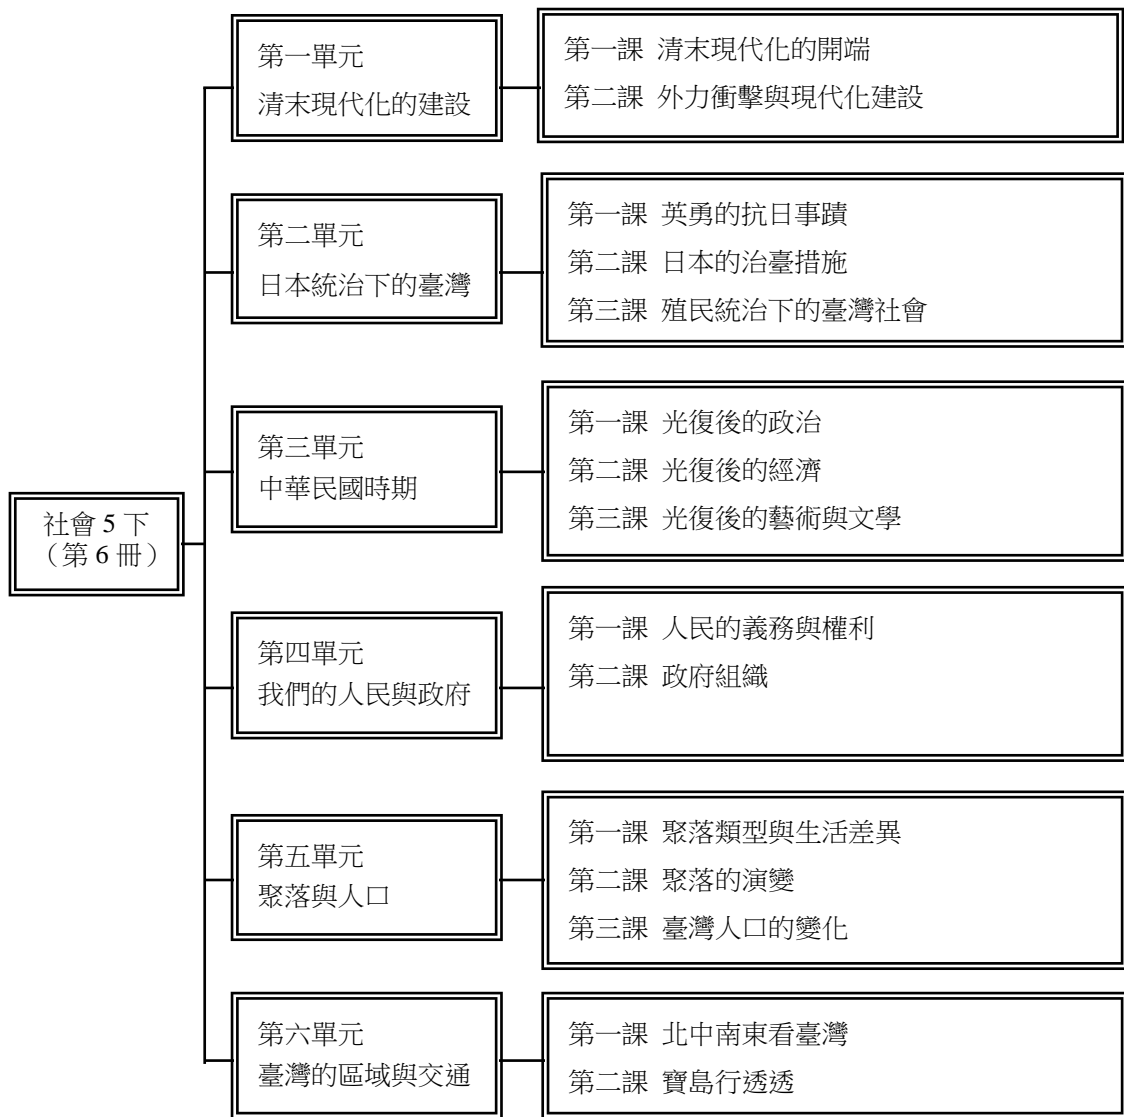 第一單元
清末現代化的建設
第一課 清末現代化的開端
第二課 外力衝擊與現代化建設
第二單元
日本統治下的臺灣
第一課 英勇的抗日事蹟
第二課 日本的治臺措施
第三課 殖民統治下的臺灣社會
第三單元
中華民國時期
第一課 光復後的政治
第二課 光復後的經濟
第三課 光復後的藝術與文學
社會 5 下
（第 6 冊）
第四單元
我們的人民與政府
第一課 人民的義務與權利
第二課 政府組織
第五單元
聚落與人口
第一課 聚落類型與生活差異
第二課 聚落的演變
第三課 臺灣人口的變化
第六單元
臺灣的區域與交通
第一課 北中南東看臺灣
第二課 寶島行透透